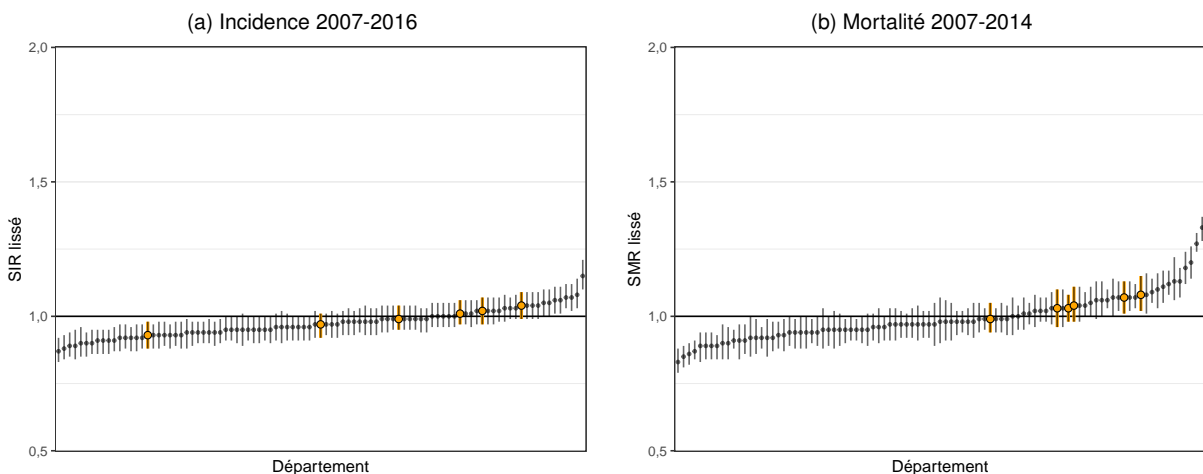 (a) Incidence 2007-2016
2,0
1,5
1,0
0,5
SIR lissé
Département
(b) Mortalité 2007-2014
2,0
1,5
1,0
0,5
SMR lissé
Département